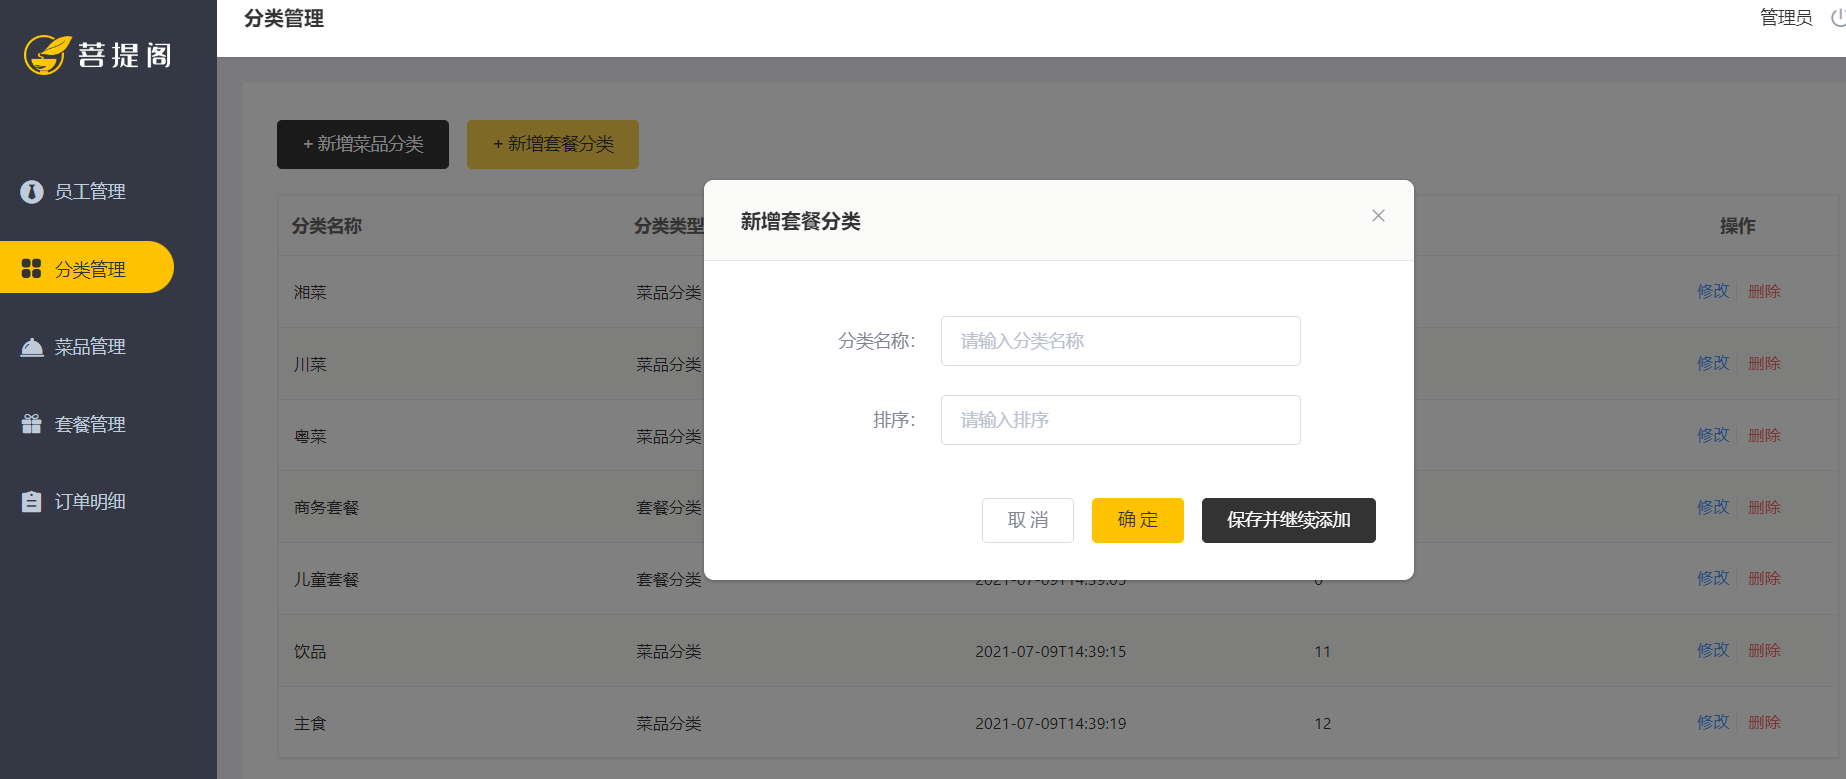 菩提阁
分类管理
管理员
员工管理
分类管理
菜品管理
套餐管理
订单明细
+ 新增菜品分类
+ 新增套餐分类
分类名称 分类类型 操作
湘菜 菜品分类 修改 删除
川菜 菜品分类 修改 删除
粤菜 菜品分类 修改 删除
商务套餐 套餐分类 修改 删除
儿童套餐 套餐分类 修改 删除
饮品 菜品分类 2021-07-09T14:39:15 11 修改 删除
主食 菜品分类 2021-07-09T14:39:19 12 修改 删除
新增套餐分类
分类名称: 请输入分类名称
排序: 请输入排序
取 消 确 定 保存并继续添加